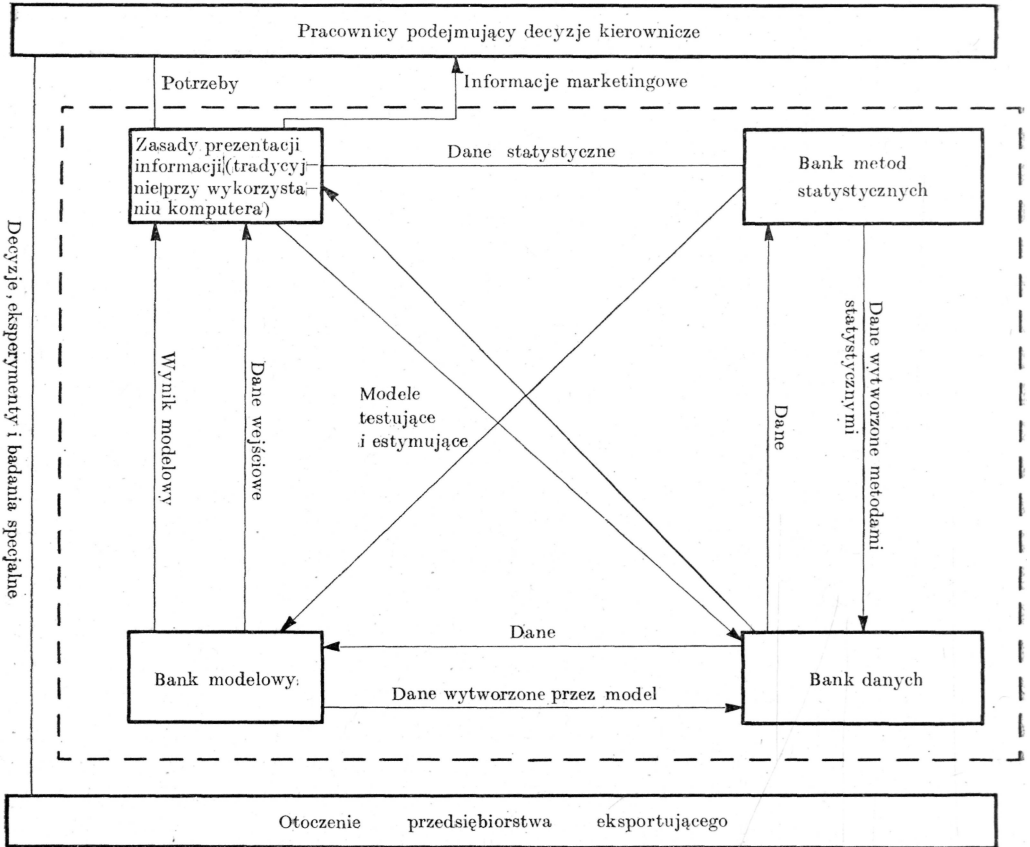 Pracownicy podejmujący decyzje kierownicze
Potrzeby
Informacje marketingowe
Zasady prezentacji
informacji (tradycyj-
nie przy wykorzysta-
niu komputera)
Dane statystyczne
Bank metod
statystycznych
Decyzje, eksperymenty i badania specjalne
Wynik modelowy
Dane wejściowe
Modele
testujące
i estymujące
Dane
Dane wytworzone metodami
statystycznymi
Dane
Bank modelowy
Dane wytworzone przez model
Bank danych
Otoczenie przedsiębiorstwa eksportującego